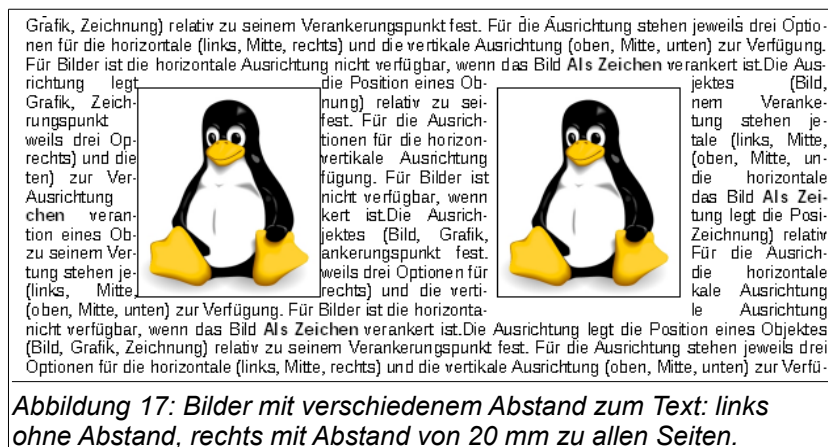 Grafik, Zeichnung) relativ zu seinem Verankerungspunkt fest. Für die Ausrichtung stehen jeweils drei Optio-
nen für die horizontale (links, Mitte, rechts) und die vertikale Ausrichtung (oben, Mitte, unten) zur Verfügung.
Für Bilder ist die horizontale Ausrichtung nicht verfügbar, wenn das Bild Als Zeichen verankert ist.Die Aus-
richtung legt die Position eines Ob- jektes (Bild,
Grafik, Zeich- nung) relativ zu sei- nem Veranke-
rungspunkt fest. Für die Ausrich- tung stehen je-
weils drei Op- tionen für die horizon- tale (links, Mitte,
rechts) und die vertikale Ausrichtung (oben, Mitte, un-
ten) zur Ver- fügung. Für Bilder ist die horizontale
Ausrichtung nicht verfügbar, wenn das Bild Als Zei-
chen veran- kert ist.Die Ausrich- tung legt die Posi-
tion eines Ob- jektes (Bild, Grafik, Zeichnung) relativ
zu seinem Ver- ankerungspunkt fest. Für die Ausrich-
tung stehen je- weils drei Optionen für die horizontale
(links, Mitte, rechts) und die verti- kale Ausrichtung
(oben, Mitte, unten) zur Verfügung. Für Bilder ist die horizonta- le Ausrichtung
nicht verfügbar, wenn das Bild Als Zeichen verankert ist.Die Ausrichtung legt die Position eines Objektes
(Bild, Grafik, Zeichnung) relativ zu seinem Verankerungspunkt fest. Für die Ausrichtung stehen jeweils drei
Optionen für die horizontale (links, Mitte, rechts) und die vertikale Ausrichtung (oben, Mitte, unten) zur Verfü-
Abbildung 17: Bilder mit verschiedenem Abstand zum Text: links
ohne Abstand, rechts mit Abstand von 20 mm zu allen Seiten.